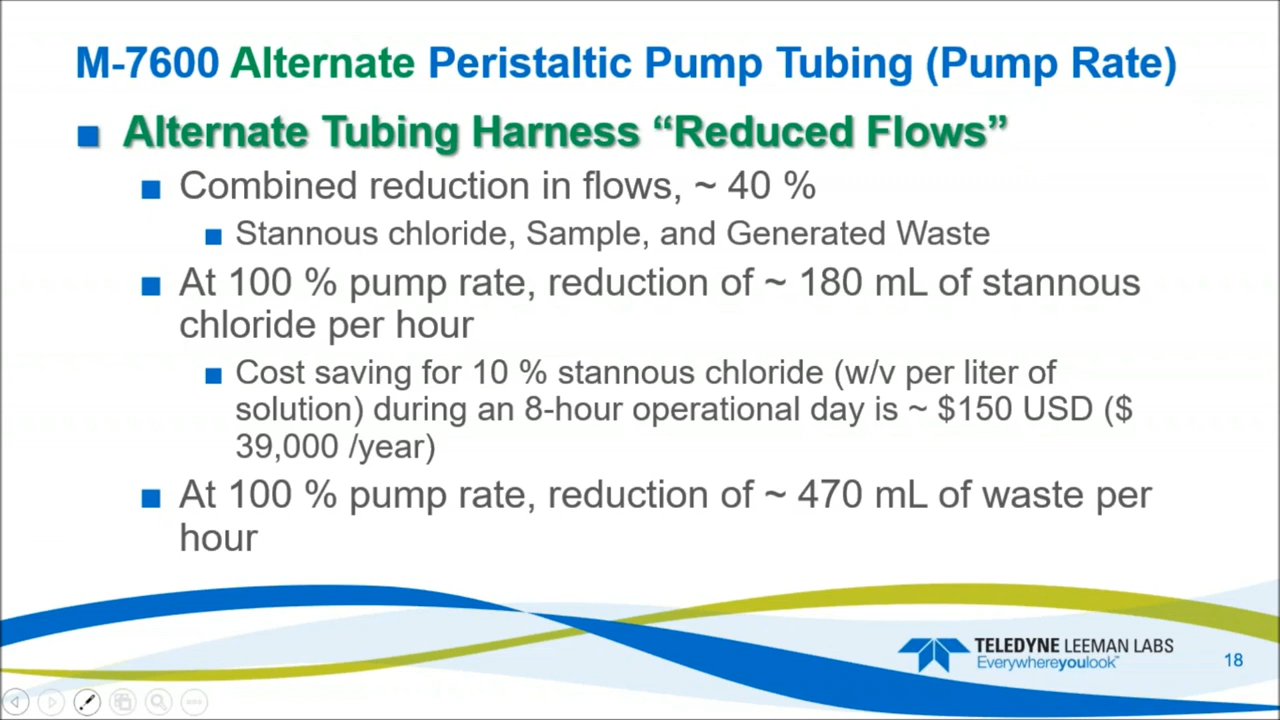 M-7600 Alternate Peristaltic Pump Tubing (Pump Rate)
Alternate Tubing Harness “Reduced Flows”
Combined reduction in flows, ~ 40 %
Stannous chloride, Sample, and Generated Waste
At 100 % pump rate, reduction of ~ 180 mL of stannous
chloride per hour
Cost saving for 10 % stannous chloride (w/v per liter of
solution) during an 8-hour operational day is ~ $150 USD ($
39,000 /year)
At 100 % pump rate, reduction of ~ 470 mL of waste per
hour
TELEDYNE LEEMAN LABS
Everywhereyoulook™
18